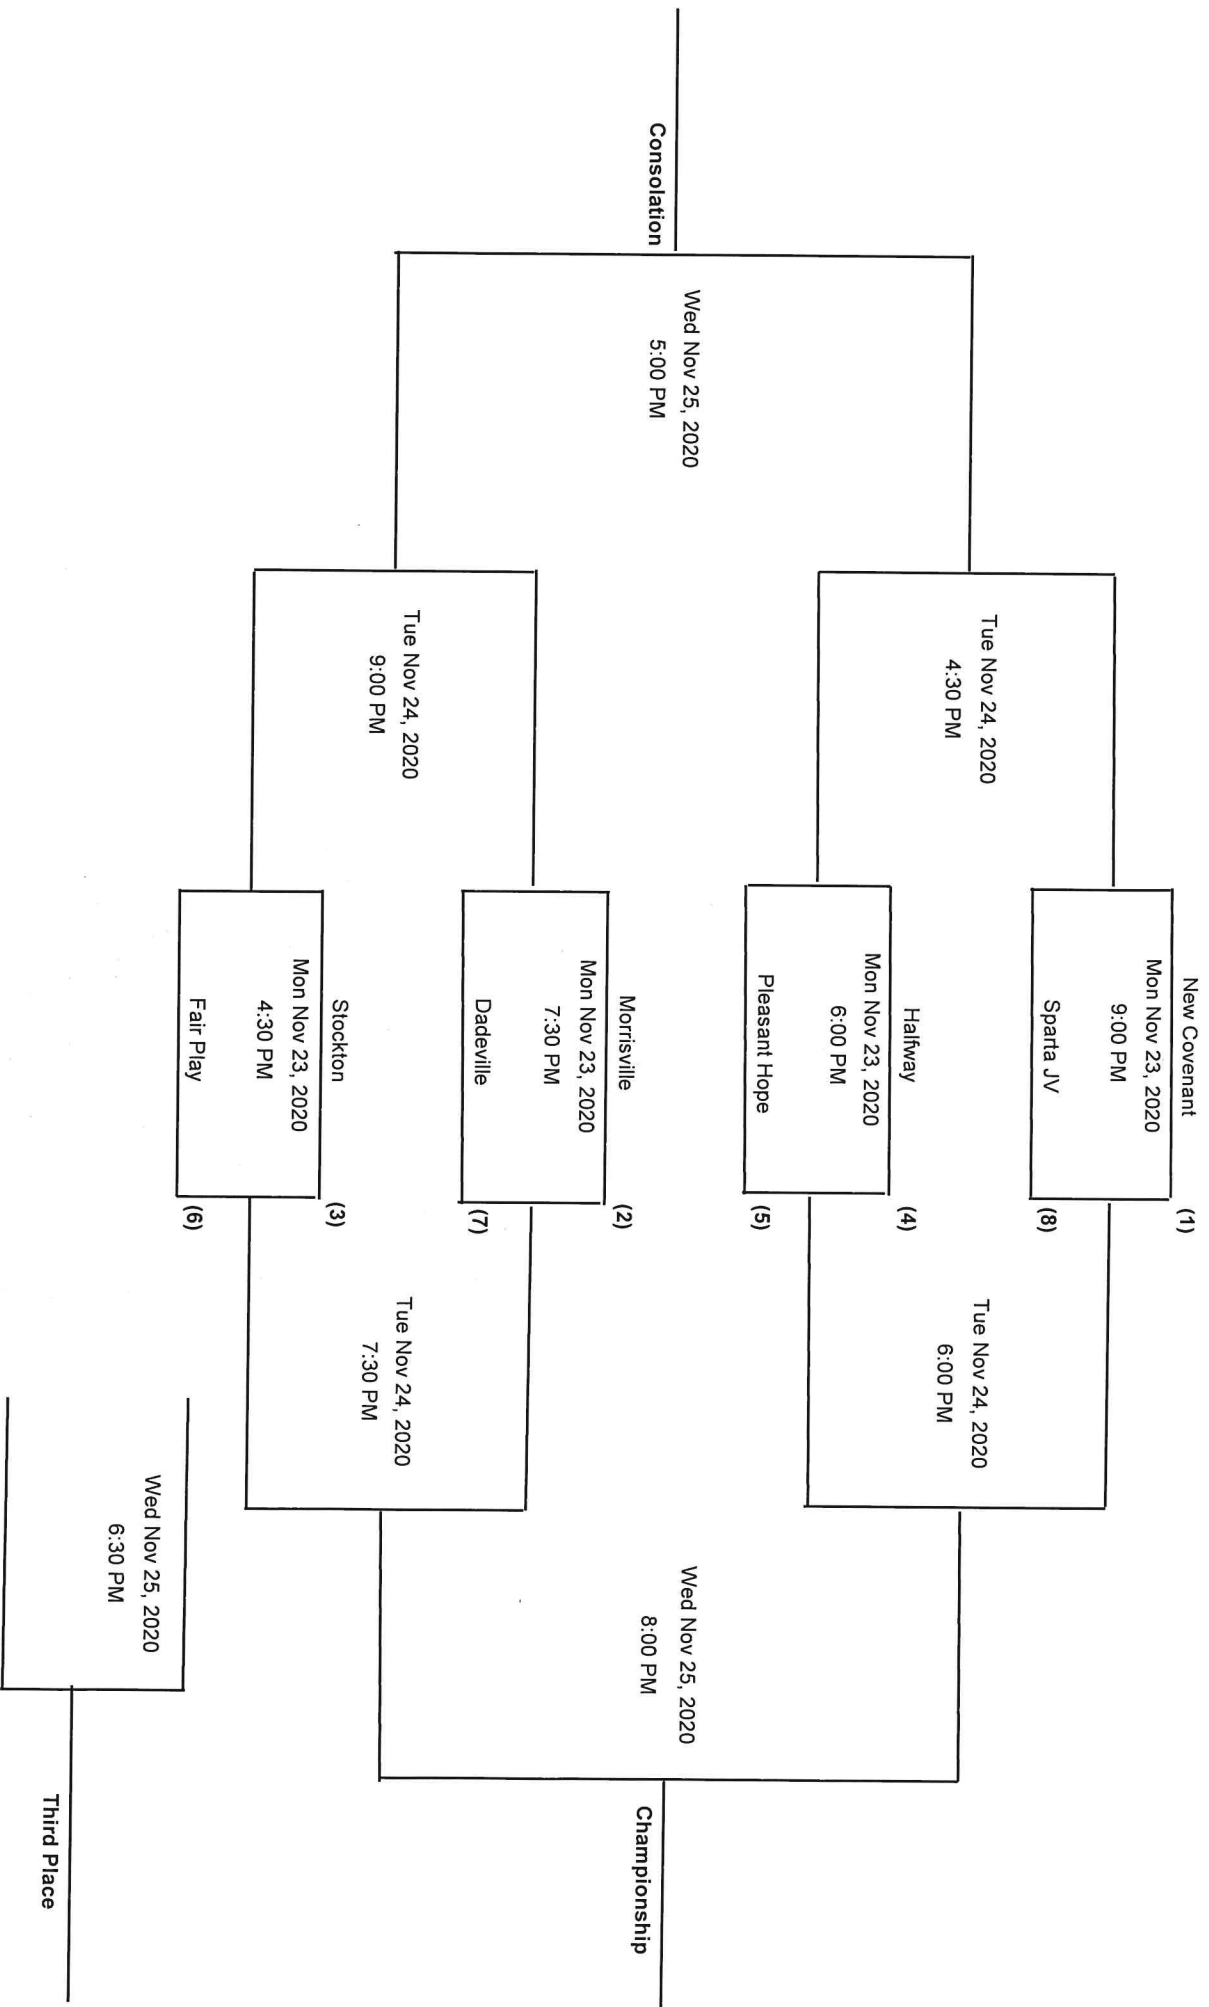 New Covenant
(1)
Mon Nov 23, 2020
9:00 PM
Sparta JV
(8)
Tue Nov 24, 2020
4:30 PM
Tue Nov 24, 2020
6:00 PM
Halfway
(4)
Mon Nov 23, 2020
6:00 PM
Pleasant Hope
(5)
Wed Nov 25, 2020
5:00 PM
Consolation
Wed Nov 25, 2020
8:00 PM
Championship
Morrisville
(2)
Mon Nov 23, 2020
7:30 PM
Dadeville
(7)
Tue Nov 24, 2020
9:00 PM
Tue Nov 24, 2020
7:30 PM
Stockton
(3)
Mon Nov 23, 2020
4:30 PM
Fair Play
(6)
Wed Nov 25, 2020
6:30 PM
Third Place